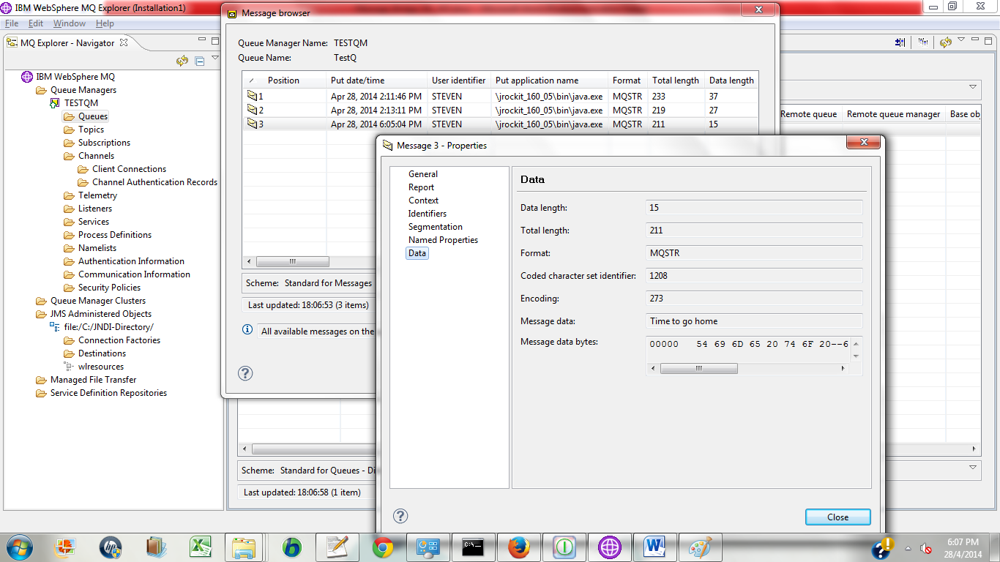 IBM WebSphere MQ Explorer (Installation1)
File Edit Window Help
MQ Explorer - Navigator
IBM WebSphere MQ
Queue Managers
TESTQM
Queues
Topics
Subscriptions
Channels
Client Connections
Channel Authentication Records
Telemetry
Listeners
Services
Process Definitions
Namelists
Authentication Information
Communication Information
Security Policies
Queue Manager Clusters
JMS Administered Objects
file:/C:/JNDI-Directory/
Connection Factories
Destinations
wlresources
Managed File Transfer
Service Definition Repositories
Message browser
Queue Manager Name: TESTQM
Queue Name: TestQ
Position Put date/time User identifier Put application name Format Total length Data length
1 Apr 28, 2014 2:11:46 PM STEVEN \jrockit_160_05\bin\java.exe MQSTR 233 37
2 Apr 28, 2014 2:13:11 PM STEVEN \jrockit_160_05\bin\java.exe MQSTR 219 27
3 Apr 28, 2014 6:05:04 PM STEVEN \jrockit_160_05\bin\java.exe MQSTR 211 15
Scheme: Standard for Messages
Last updated: 18:06:53 (3 items)
All available messages on the
Remote queue Remote queue manager Base obj
Scheme: Standard for Queues - Di
Last updated: 18:06:58 (1 item)
Message 3 - Properties
General
Report
Context
Identifiers
Segmentation
Named Properties
Data
Data
Data length: 15
Total length: 211
Format: MQSTR
Coded character set identifier: 1208
Encoding: 273
Message data: Time to go home
Message data bytes: 00000 54 69 6D 65 20 74 6F 20--6
Close
6:07 PM
28/4/2014